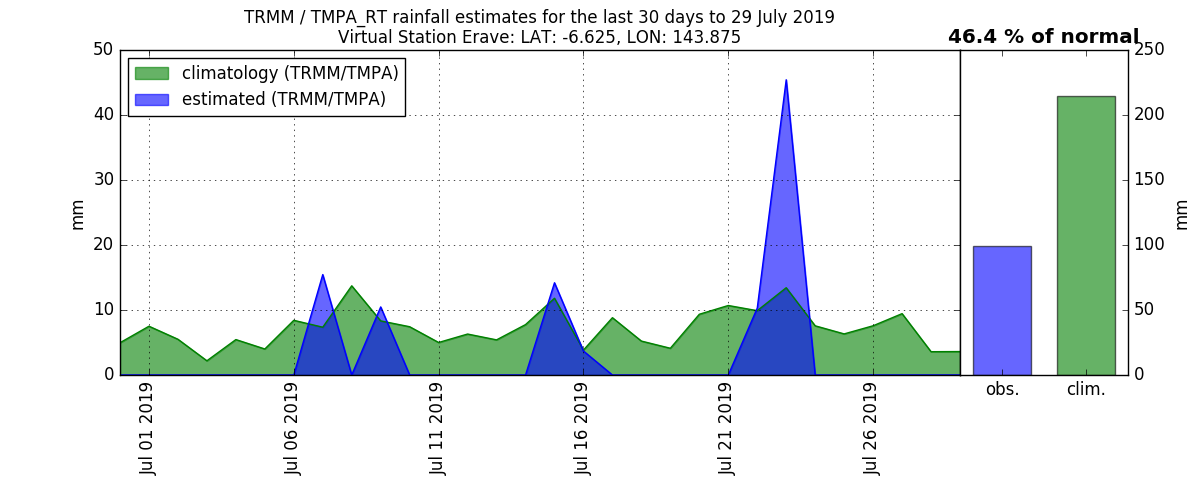 TRMM / TMPA_RT rainfall estimates for the last 30 days to 29 July 2019
Virtual Station Erave: LAT: -6.625, LON: 143.875
46.4 % of normal
climatology (TRMM/TMPA)
estimated (TRMM/TMPA)
50
40
30
20
10
0
mm
Jul 01 2019
Jul 06 2019
Jul 11 2019
Jul 16 2019
Jul 21 2019
Jul 26 2019
250
200
150
100
50
0
mm
obs.
clim.